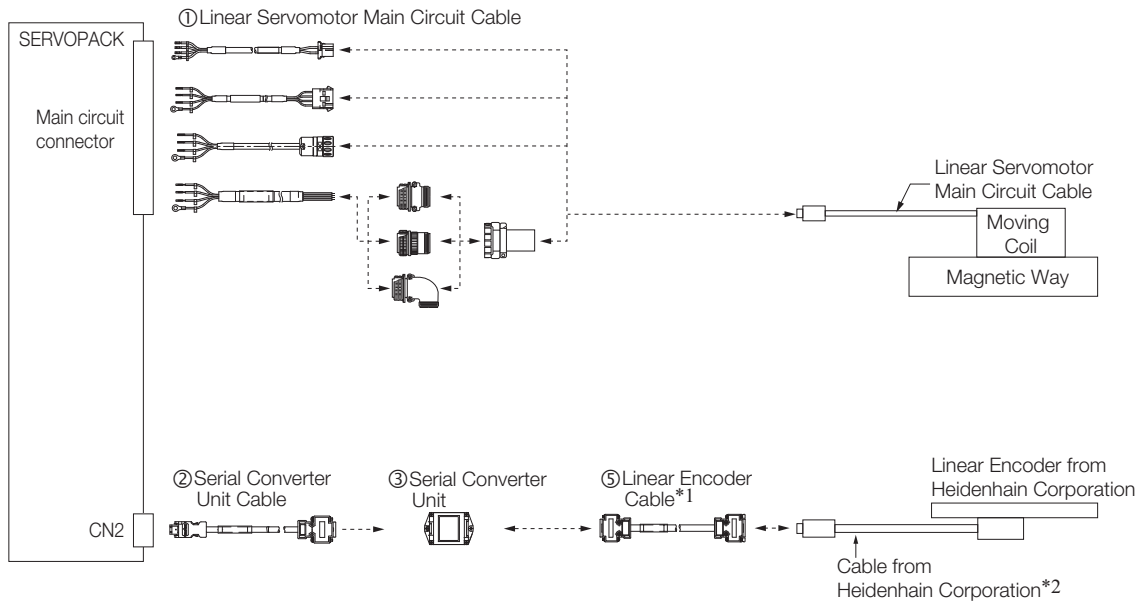 ①Linear Servomotor Main Circuit Cable
SERVOPACK
Main circuit
connector
Linear Servomotor
Main Circuit Cable
Moving
Coil
Magnetic Way
②Serial Converter
Unit Cable
③Serial Converter
Unit
⑤Linear Encoder
Cable*1
Linear Encoder from
Heidenhain Corporation
CN2
Cable from
Heidenhain Corporation*2